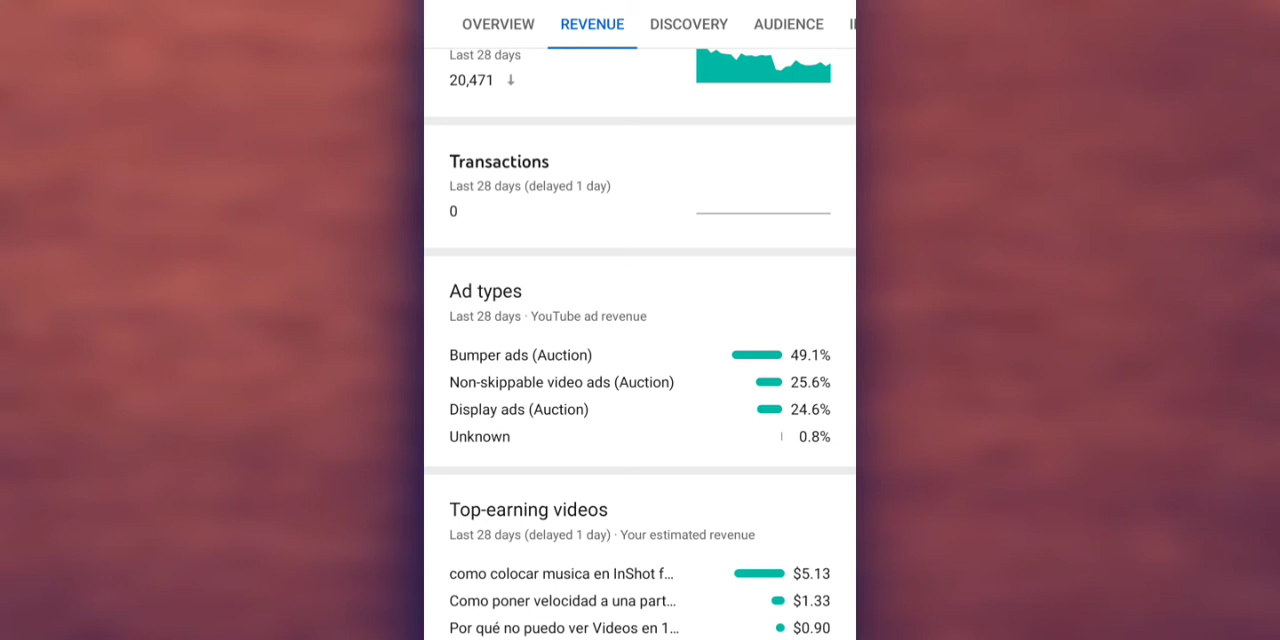 OVERVIEW REVENUE DISCOVERY AUDIENCE
Last 28 days
20,471 ↓
Transactions
Last 28 days (delayed 1 day)
0
Ad types
Last 28 days · YouTube ad revenue
Bumper ads (Auction) 49.1%
Non-skippable video ads (Auction) 25.6%
Display ads (Auction) 24.6%
Unknown 0.8%
Top-earning videos
Last 28 days (delayed 1 day) · Your estimated revenue
como colocar musica en InShot f... $5.13
Como poner velocidad a una part... $1.33
Por qué no puedo ver Videos en 1... $0.90